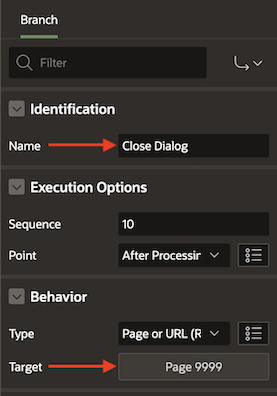 Branch
Filter
Identification
Name Close Dialog
Execution Options
Sequence 10
Point After Processin
Behavior
Type Page or URL (R
Target Page 9999